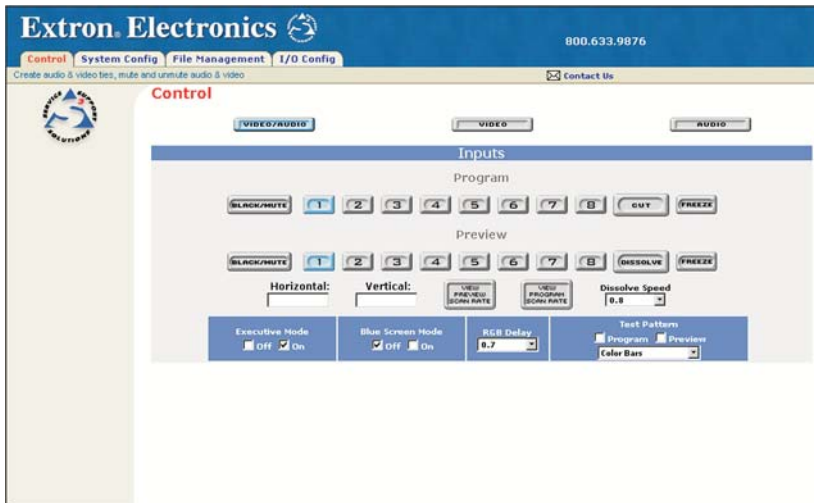 Extron® Electronics
800.633.9876
Control System Config File Management I/O Config
Create audio & video ties, mute and unmute audio & video
Contact Us
SERVICE SUPPORT SOLUTIONS
S3
Control
VIDEO/AUDIO VIDEO AUDIO
Inputs
Program
BLACK/MUTE 1 2 3 4 5 6 7 8 CUT FREEZE
Preview
BLACK/MUTE 1 2 3 4 5 6 7 8 DISSOLVE FREEZE
Horizontal: Vertical: VIEW PREVIEW SCAN RATE VIEW PROGRAM SCAN RATE Dissolve Speed
0.8
Executive Mode Blue Screen Mode RGB Delay Test Pattern
Off On Off On 0.7 Program Preview
Color Bars